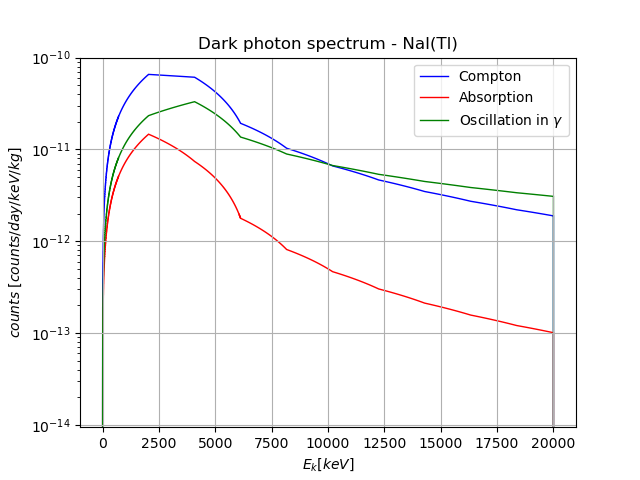 Dark photon spectrum - NaI(Tl)
Compton
Absorption
Oscillation in γ
10⁻¹⁰
10⁻¹¹
10⁻¹²
10⁻¹³
10⁻¹⁴
counts [counts/day/keV/kg]
0 2500 5000 7500 10000 12500 15000 17500 20000
E_k[keV]